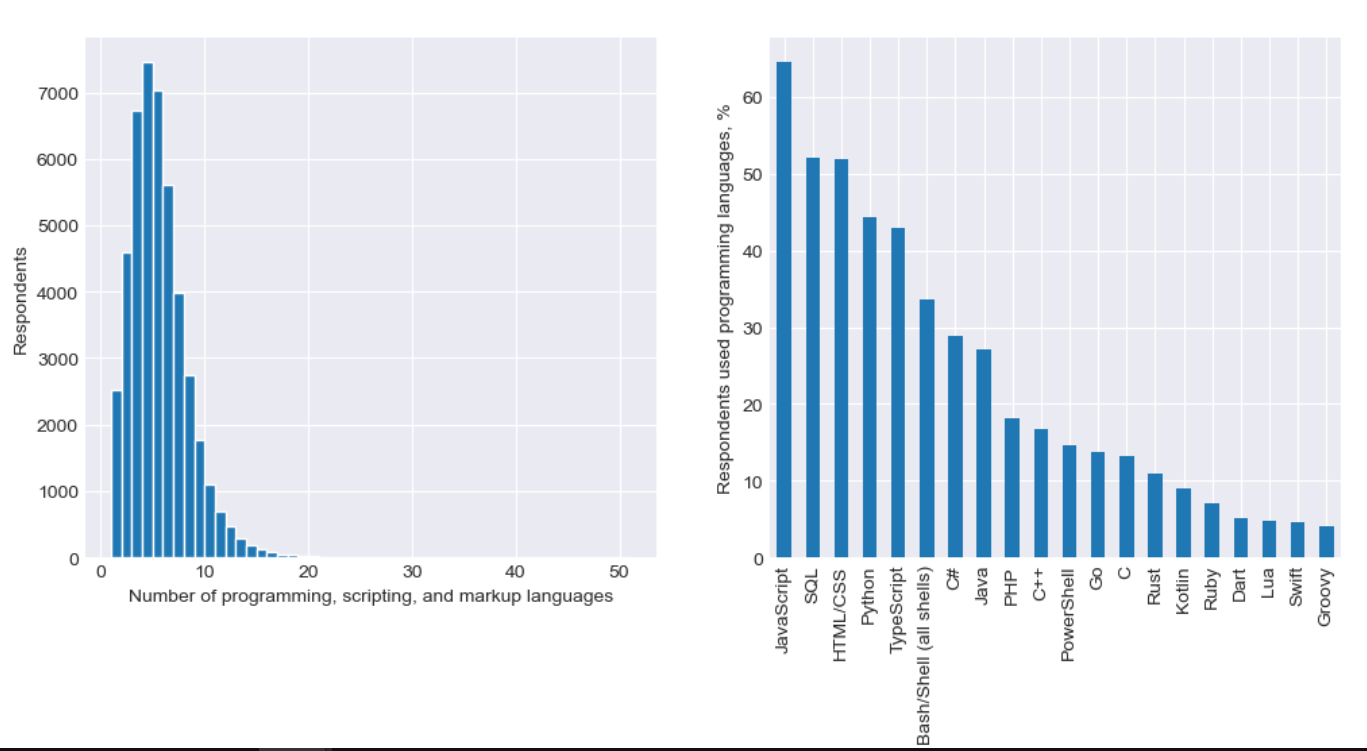 Respondents
7000
6000
5000
4000
3000
2000
1000
0
0 10 20 30 40 50
Number of programming, scripting, and markup languages
Respondents used programming languages, %
60
50
40
30
20
10
0
JavaScript
SQL
HTML/CSS
Python
TypeScript
Bash/Shell (all shells)
C#
Java
PHP
C++
PowerShell
Go
C
Rust
Kotlin
Ruby
Dart
Lua
Swift
Groovy